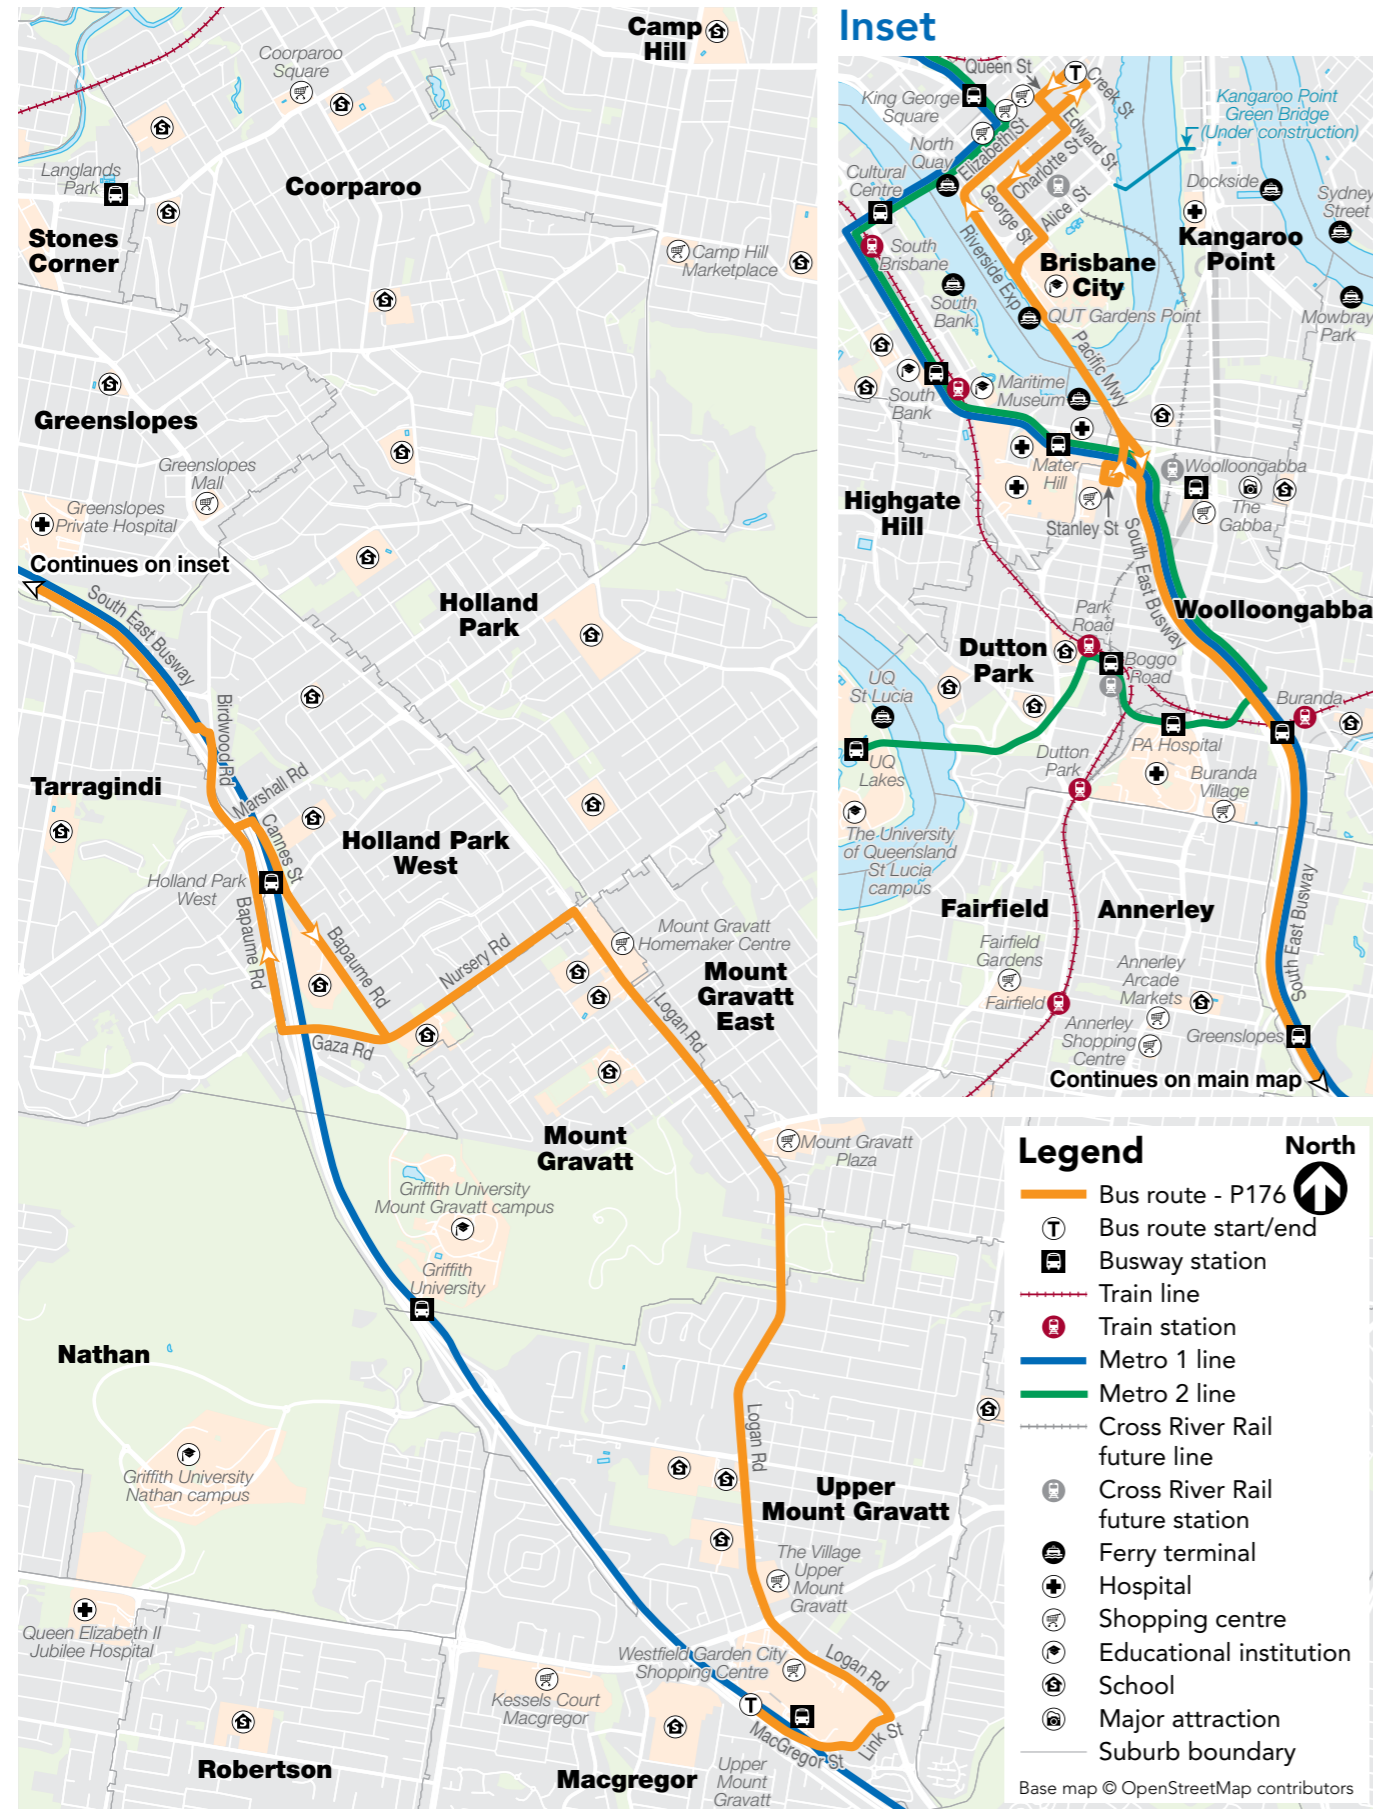 Camp
Hill
Coorparoo
Square
Langlands
Park
Coorparoo
Stones
Corner
Camp Hill
Marketplace
Greenslopes
Greenslopes
Mall
Greenslopes
Private Hospital
Continues on inset
South East Busway
Holland
Park
Birdwood Rd
Tarragindi
Marshall Rd
Cannes St
Holland Park
West
Holland Park
West
Bapaume Rd
Bapaume Rd
Nursery Rd
Mount Gravatt
Homemaker Centre
Mount
Gravatt
East
Logan Rd
Gaza Rd
Mount
Gravatt
Mount Gravatt
Plaza
Griffith University
Mount Gravatt campus
Griffith
University
Nathan
Logan Rd
Griffith University
Nathan campus
Upper
Mount Gravatt
The Village
Upper
Mount
Gravatt
Queen Elizabeth II
Jubilee Hospital
Westfield Garden City
Shopping Centre
Logan Rd
Kessels Court
Macgregor
T
MacGregor St
Link St
Robertson
Macgregor
Upper
Mount
Gravatt
Inset
Queen St
T
Creek St
King George
Square
Kangaroo Point
Green Bridge
(Under construction)
North
Quay
Elizabeth St
Edward St
Charlotte St
Cultural
Centre
Alice St
George St
Dockside
Sydney
Street
Kangaroo
Point
South
Brisbane
Riverside Exp
Brisbane
City
South
Bank
QUT Gardens Point
Mowbray
Park
Pacific Mwy
Maritime
Museum
South
Bank
Mater
Hill
Woolloongabba
The
Gabba
Highgate
Hill
Stanley St
South East Busway
Park
Road
Woolloongabba
Dutton
Park
Boggo
Road
UQ
St Lucia
Buranda
UQ
Lakes
Dutton
Park
PA Hospital
Buranda
Village
The University
of Queensland
St Lucia
campus
Fairfield
Annerley
Fairfield
Gardens
Annerley
Arcade
Markets
South East Busway
Fairfield
Annerley
Shopping
Centre
Greenslopes
Continues on main map
Legend
North
Bus route - P176
T Bus route start/end
Busway station
Train line
Train station
Metro 1 line
Metro 2 line
Cross River Rail
future line
Cross River Rail
future station
Ferry terminal
Hospital
Shopping centre
Educational institution
School
Major attraction
Suburb boundary
Base map © OpenStreetMap contributors